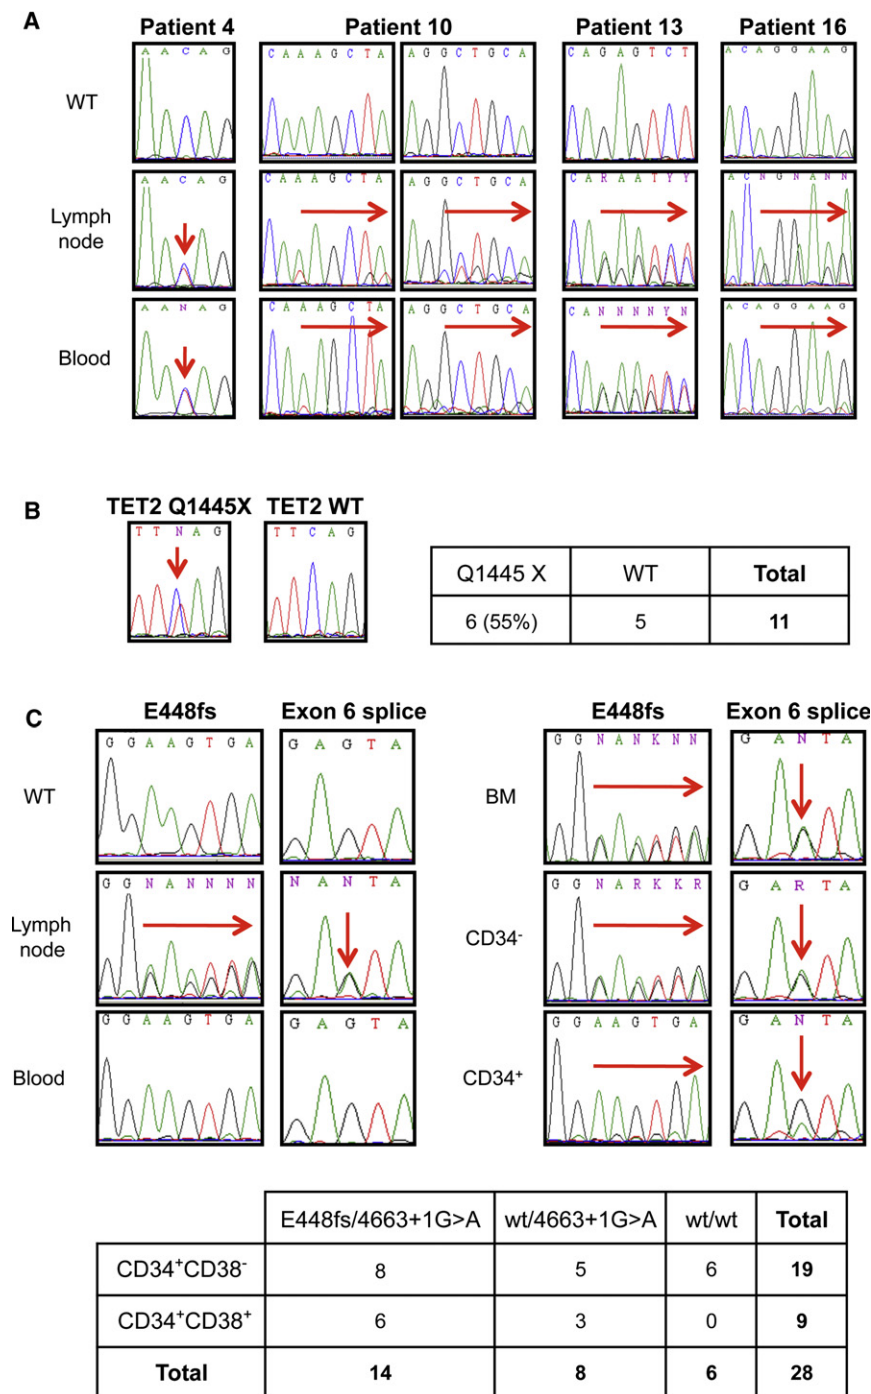 A
Patient 4 Patient 10 Patient 13 Patient 16
WT
A A C A G
C A A A G C T A
A G G C T G C A
C A G A G T C T
A C A G G A A G
Lymph node
A A C A G
C A A A G C T A
A G G C T G C A
C A R A A T Y Y
A C N G N A N N
Blood
A A N A G
C A A A G C T A
A G G C T G C A
C A N N N N Y N
A C A G G A A G
B
TET2 Q1445X TET2 WT
T T N A G
T T C A G
Q1445 X WT Total
6 (55%) 5 11
C
E448fs Exon 6 splice E448fs Exon 6 splice
WT
G G A A G T G A
G A G T A
BM
G G N A N K N N
G A N T A
Lymph node
G G N A N N N N
N A N T A
CD34⁻
G G N A R K K R
G A R T A
Blood
G G A A G T G A
G A G T A
CD34⁺
G G A A G T G A
G A N T A
E448fs/4663+1G>A wt/4663+1G>A wt/wt Total
CD34⁺CD38⁻ 8 5 6 19
CD34⁺CD38⁺ 6 3 0 9
Total 14 8 6 28